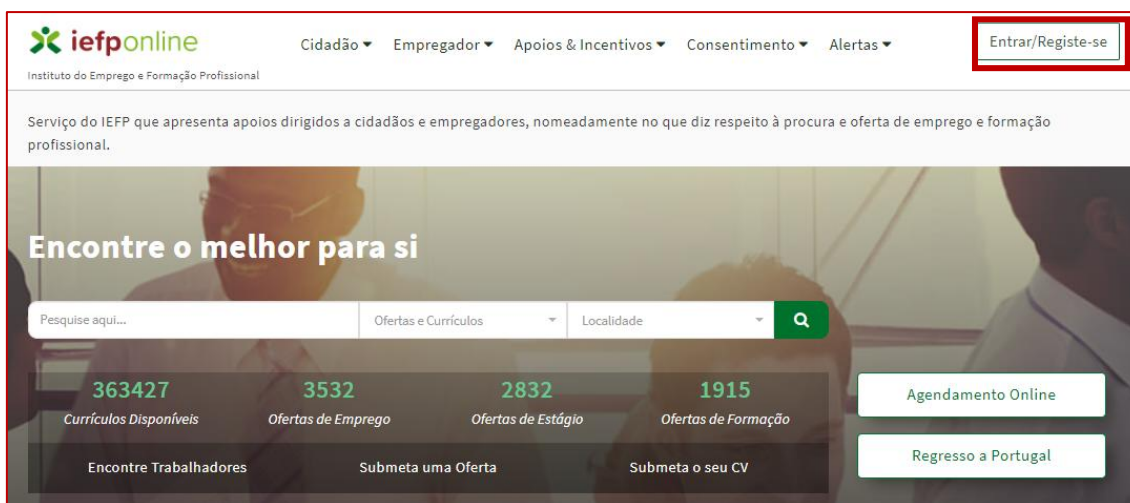 iefponline
Cidadão Empregador Apoios & Incentivos Consentimento Alertas Entrar/Registe-se
Instituto do Emprego e Formação Profissional
Serviço do IEFP que apresenta apoios dirigidos a cidadãos e empregadores, nomeadamente no que diz respeito à procura e oferta de emprego e formação
profissional.
Encontre o melhor para si
Pesquise aqui... Ofertas e Currículos Localidade
363427 3532 2832 1915
Currículos Disponíveis Ofertas de Emprego Ofertas de Estágio Ofertas de Formação
Agendamento Online
Encontre Trabalhadores Submeta uma Oferta Submeta o seu CV
Regresso a Portugal